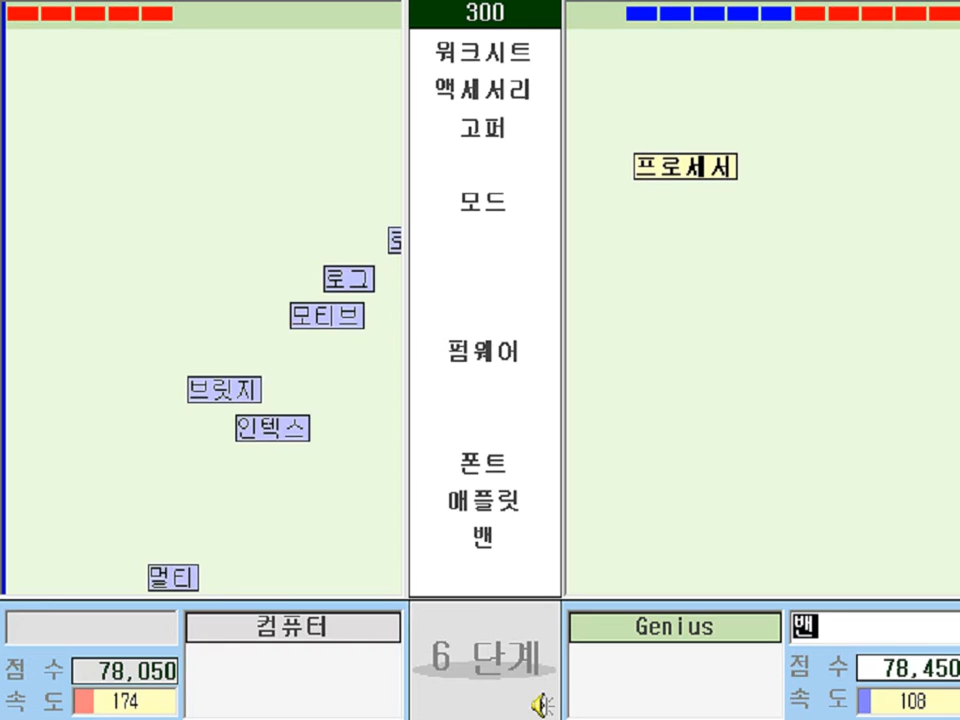 300
워크시트
액세서리
고퍼
프로세서
모드
로그
모티브
펌웨어
브릿지
인텍스
폰트
애플릿
밴
멀티
컴퓨터
6 단계
Genius
밴
점 수 78,050
속 도 174
점 수 78,450
속 도 108